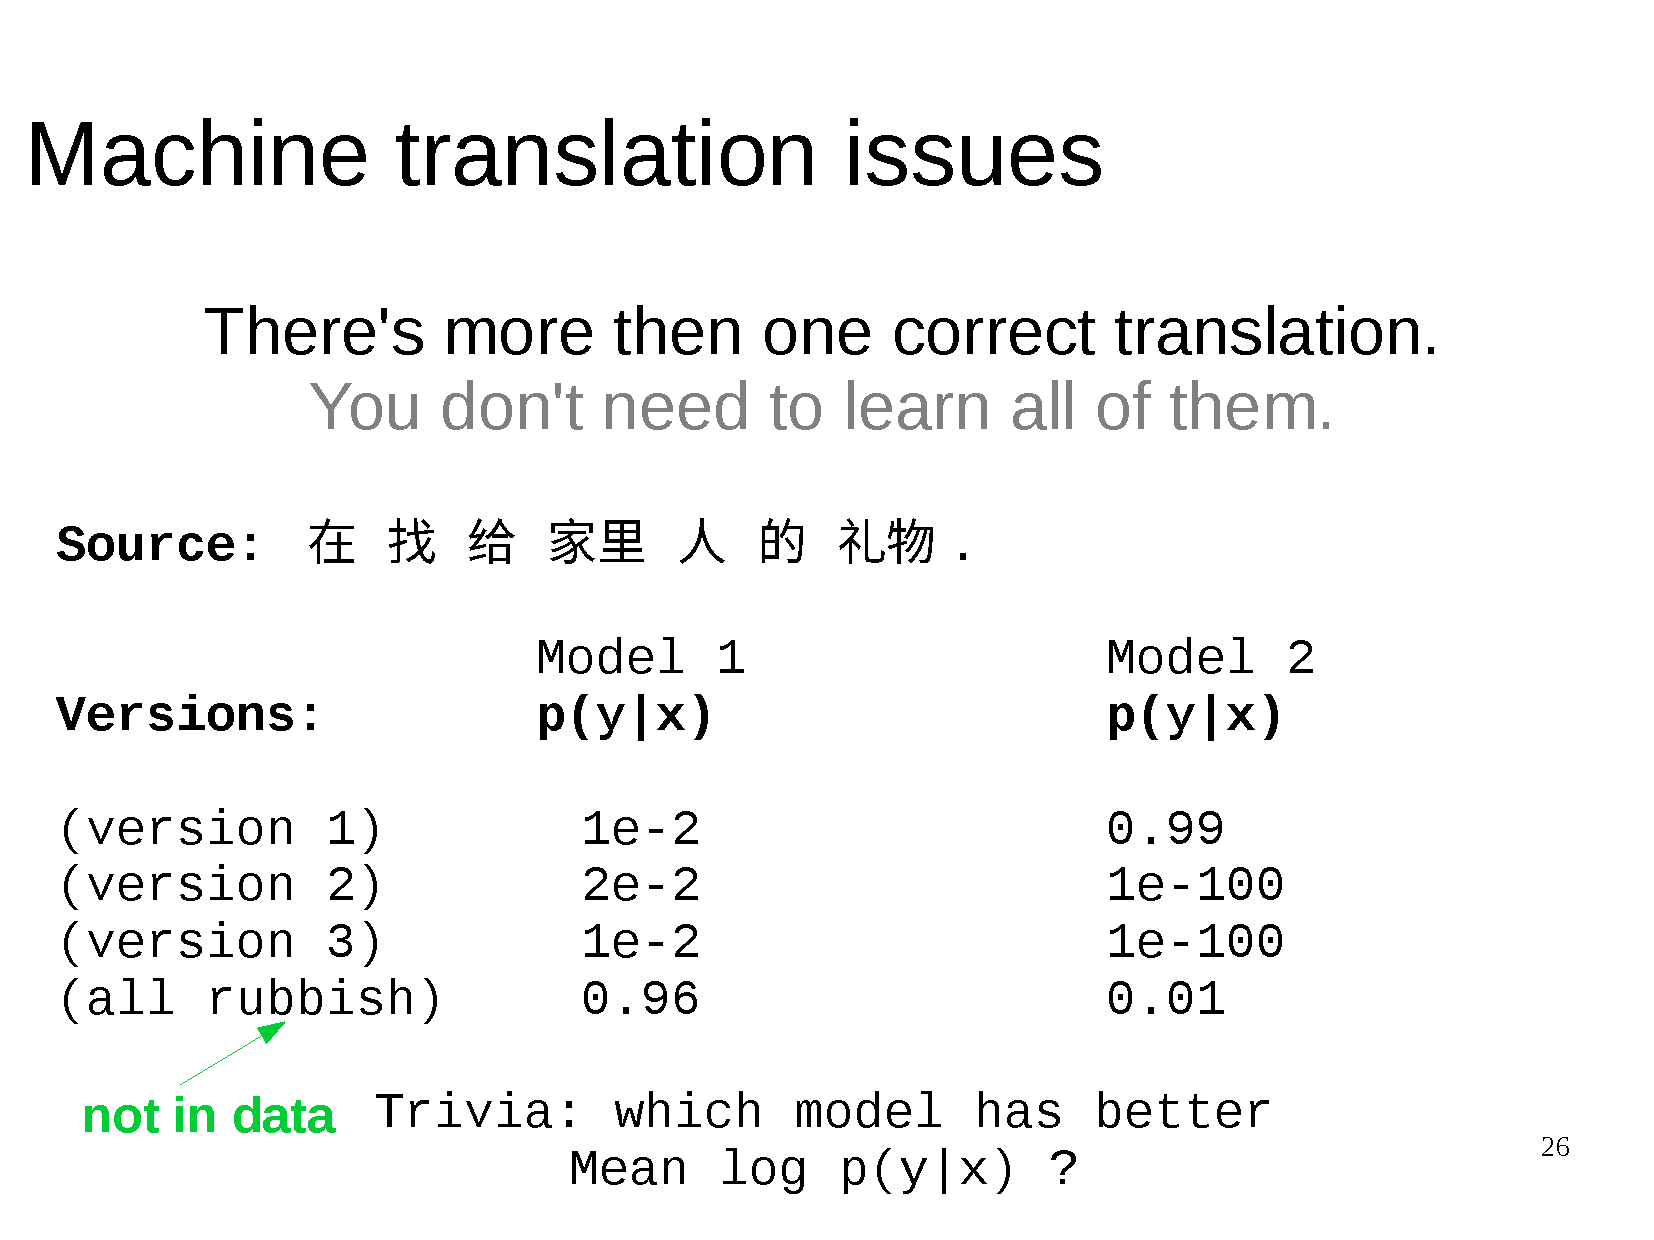 Machine translation issues
There's more then one correct translation.
You don't need to learn all of them.
Source: 在 找 给 家里 人 的 礼物 .
Model 1 Model 2
Versions: p(y|x) p(y|x)
(version 1) 1e-2 0.99
(version 2) 2e-2 1e-100
(version 3) 1e-2 1e-100
(all rubbish) 0.96 0.01
not in data
Trivia: which model has better
Mean log p(y|x) ?
26